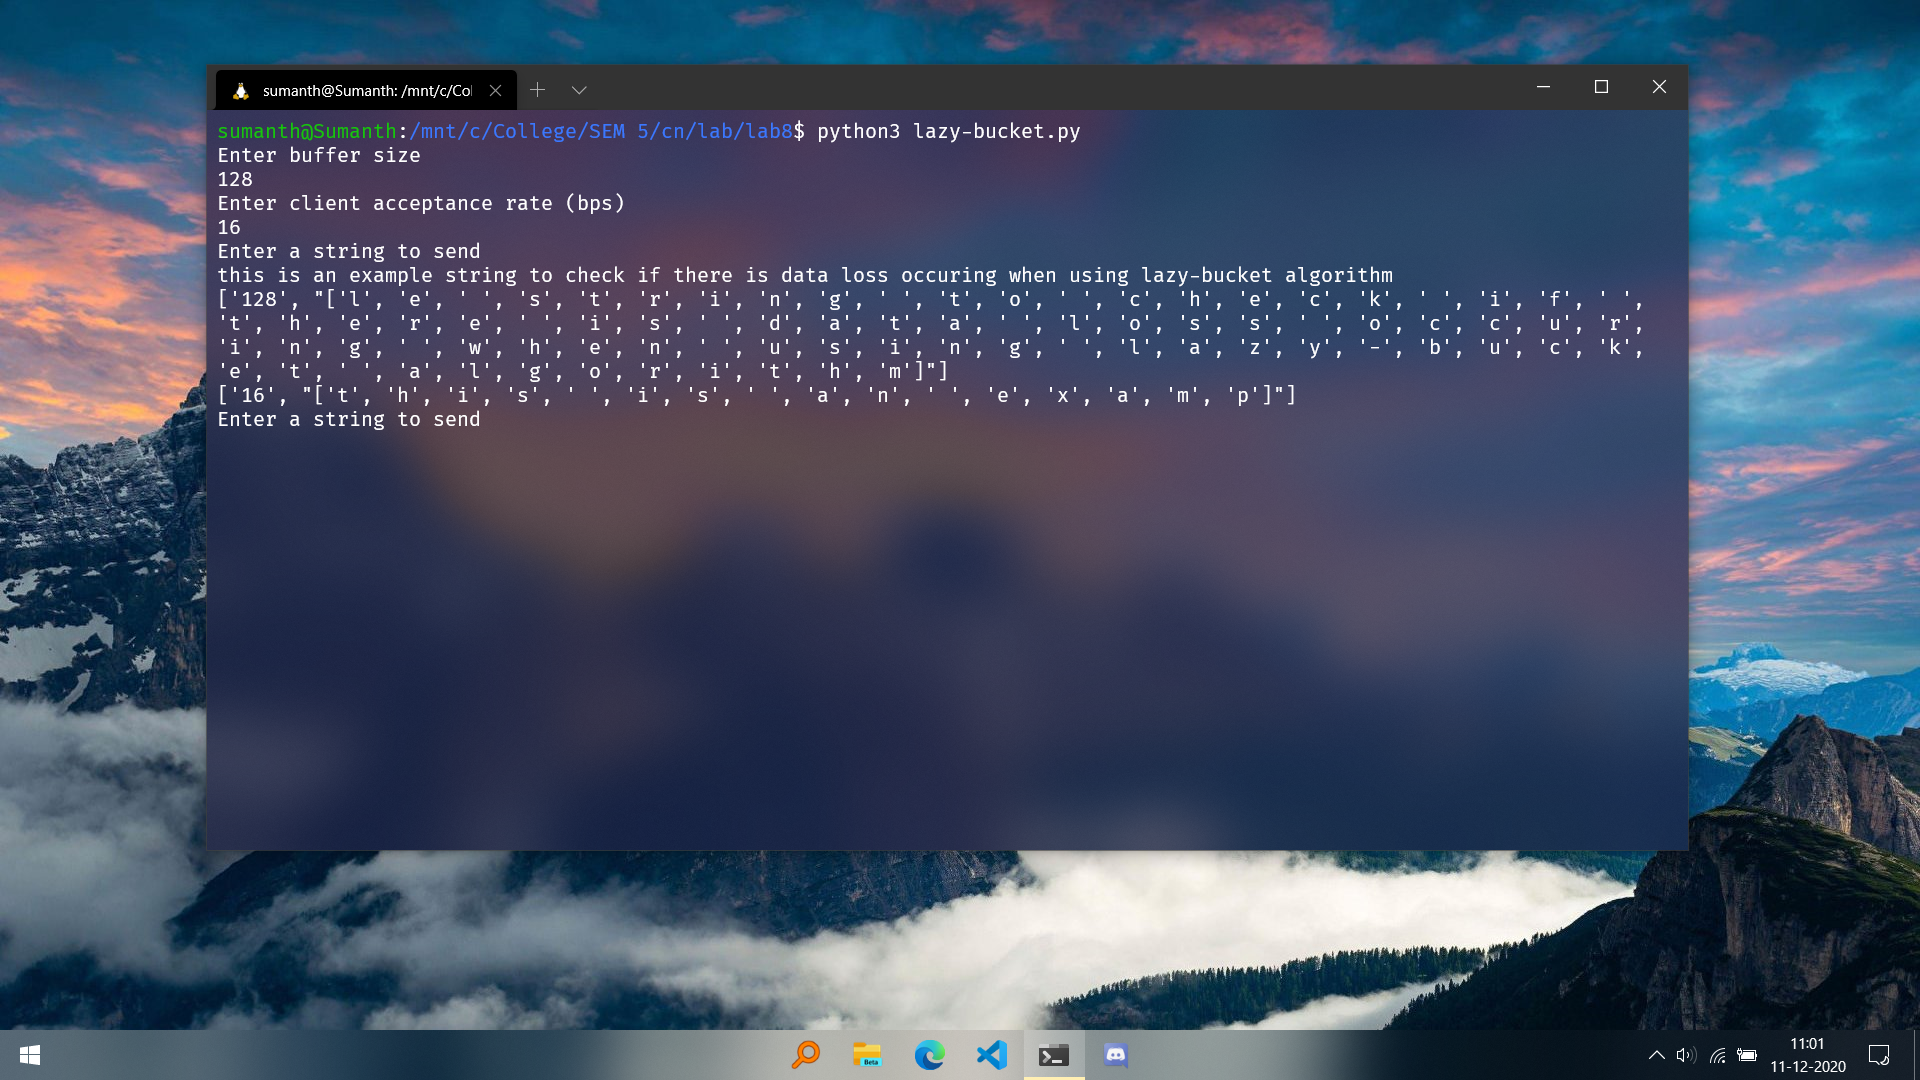 sumanth@Sumanth: /mnt/c/Col
sumanth@Sumanth:/mnt/c/College/SEM 5/cn/lab/lab8$ python3 lazy-bucket.py
Enter buffer size
128
Enter client acceptance rate (bps)
16
Enter a string to send
this is an example string to check if there is data loss occuring when using lazy-bucket algorithm
['128', "['l', 'e', ' ', 's', 't', 'r', 'i', 'n', 'g', ' ', 't', 'o', ' ', 'c', 'h', 'e', 'c', 'k', ' ', 'i', 'f', ' ',
't', 'h', 'e', 'r', 'e', ' ', 'i', 's', ' ', 'd', 'a', 't', 'a', ' ', 'l', 'o', 's', 's', ' ', 'o', 'c', 'c', 'u', 'r',
'i', 'n', 'g', ' ', 'w', 'h', 'e', 'n', ' ', 'u', 's', 'i', 'n', 'g', ' ', 'l', 'a', 'z', 'y', '-', 'b', 'u', 'c', 'k',
'e', 't', ' ', 'a', 'l', 'g', 'o', 'r', 'i', 't', 'h', 'm']"]
['16', "['t', 'h', 'i', 's', ' ', 'i', 's', ' ', 'a', 'n', ' ', 'e', 'x', 'a', 'm', 'p']"]
Enter a string to send
Beta
11:01
11-12-2020